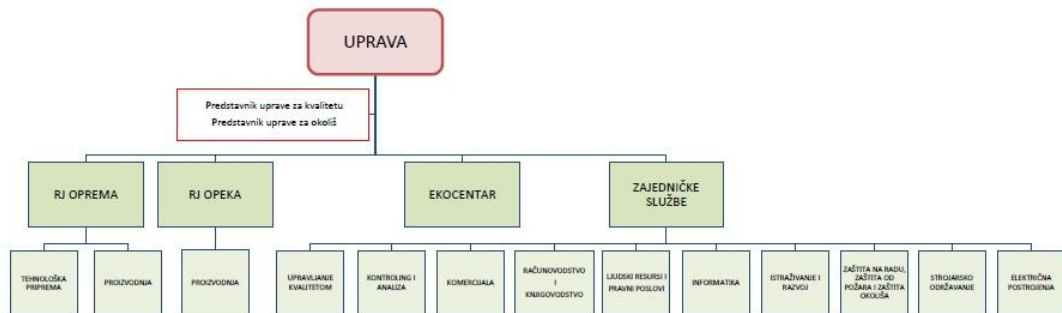 UPRAVA
Predstavnik uprave za kvalitetu
Predstavnik uprave za okoliš
RJ OPREMA
RJ OPEKA
EKOCENTAR
ZAJEDNIČKE
SLUŽBE
TEHNOLOŠKA
PRIPREMA
PROIZVODNJA
PROIZVODNJA
UPRAVLJANJE
KVALITETOM
KONTROLING I
ANALIZA
KOMERCIJALA
RAČUNOVODSTVO
I
KNJIGOVODSTVO
LJUDSKI RESURSI I
PRAVNI POSLOVI
INFORMATIKA
ISTRAŽIVANJE I
RAZVOJ
ZAŠTITA NA RADU,
ZAŠTITA OD
POŽARA I ZAŠTITA
OKOLIŠA
STROJARSKO
ODRŽAVANJE
ELEKTRIČNA
POSTROJENJA